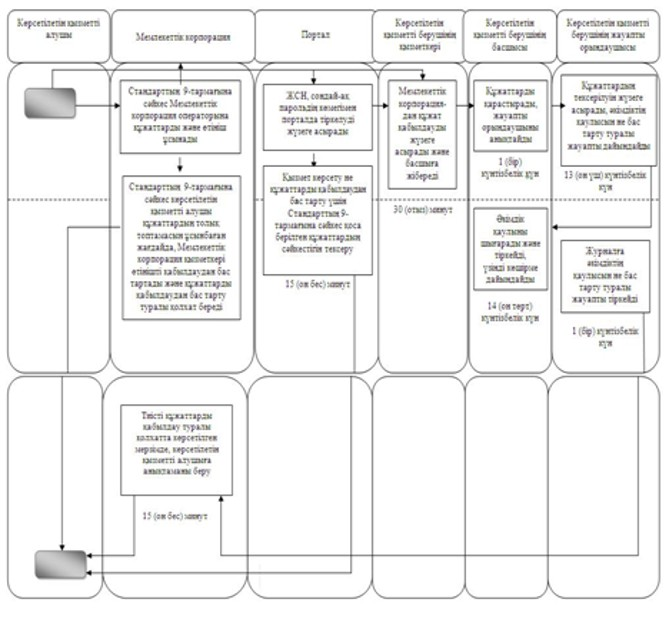 Көрсетілетін қызметті
алушы
Мемлекеттік корпорация
Портал
Көрсетілетін қызметті
берушінің
қызметкері
Көрсетілетін
қызметті берушінің
басшысы
Көрсетілетін қызметті
берушінің жауапты
орындаушысы
Стандарттың 9-тармағына
сәйкес Мемлекеттік
корпорация операторына
құжаттарды және өтініш
ұсынады
Стандарттың 9-тармағына
сәйкес көрсетілетін
қызметті алушы
құжаттардың толық
топтамасын ұсынбаған
жағдайда, Мемлекеттік
корпорация қызметкері
өтінішті қабылдаудан бас
тартады және құжаттарды
қабылдаудан бас тарту
туралы қолхат береді
ЖСН, сондай-ақ
парольдің көмегімен
порталда тіркелуді
жүзеге асырады
Қызмет көрсету не
құжаттарды қабылдаудан
бас тарту үшін
Стандарттың 9-
тармағына сәйкес қоса
берілген құжаттардың
сәйкестігін тексеру
15 (он бес) минут
Мемлекеттік
корпорация-
дан құжат
қабылдауды
жүзеге
асырады және
басшыға
жібереді
30 (отыз) минут
Құжаттарды
қарастырады,
жауапты
орындаушыны
анықтайды
1 (бір)
күнтізбелік күн
Әкімдік
қаулыны
шығарады және
тіркейді,
үзінді көшірме
дайындайды
14 (он төрт)
күнтізбелік күн
Құжаттардың
тексерілуін жүзеге
асырады, әкімдіктің
қаулысын не бас
тарту туралы
жауапты дайындайды
13 (он үш) күнтізбелік
күн
Журналға
әкімдіктің
қаулысын не бас
тарту туралы
жауапты тіркейді
1 (бір) күнтізбелік
күн
Тиісті құжаттарды
қабылдау туралы
қолхатта көрсетілген
мерзімде, көрсетілетін
қызметті алушыға
анықтаманы беру
15 (он бес) минут